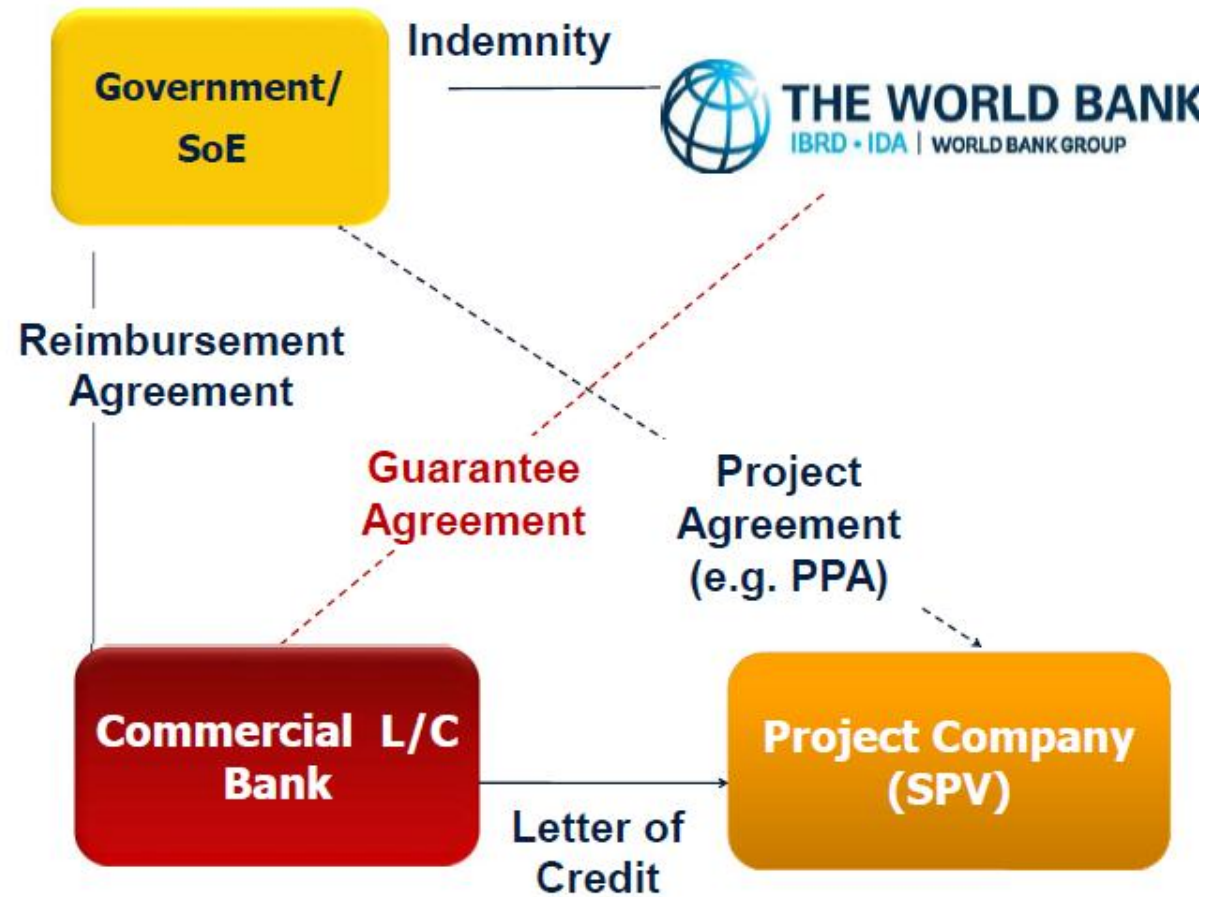 Government/
SoE
Indemnity
THE WORLD BANK
IBRD • IDA | WORLD BANK GROUP
Reimbursement
Agreement
Guarantee
Agreement
Project
Agreement
(e.g. PPA)
Commercial L/C
Bank
Letter of
Credit
Project Company
(SPV)